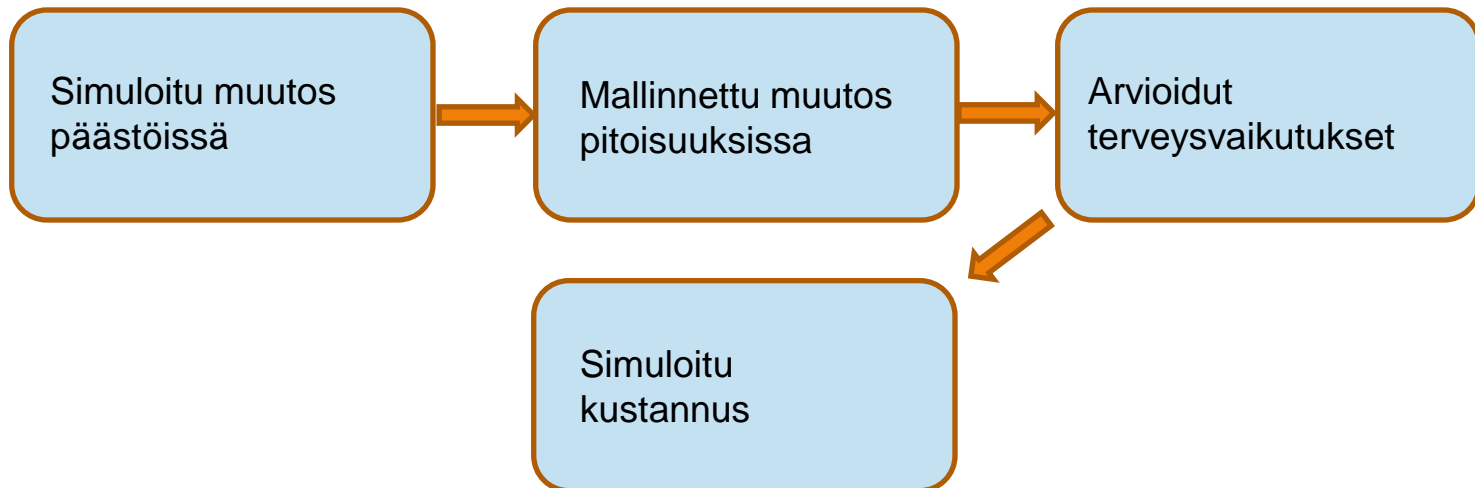 Simuloitu muutos
päästöissä
Mallinnettu muutos
pitoisuuksissa
Arvioidut
terveysvaikutukset
Simuloitu
kustannus